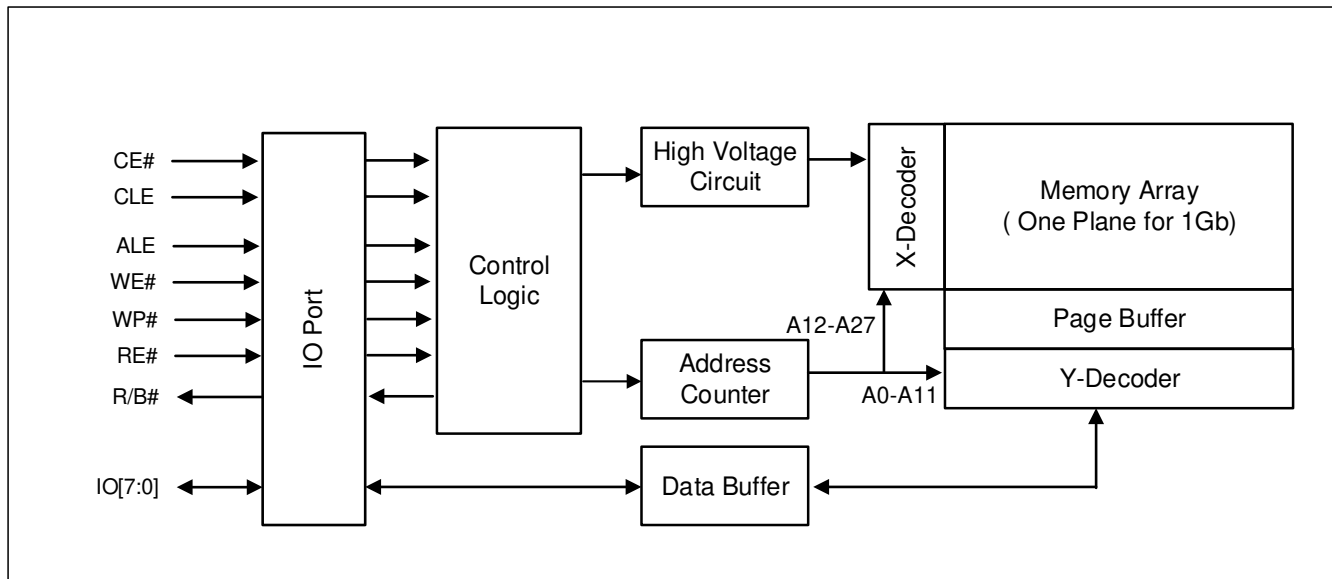 CE#
CLE
ALE
WE#
WP#
RE#
R/B#
IO[7:0]
IO Port
Control
Logic
High Voltage
Circuit
Address
Counter
Data Buffer
A12-A27
A0-A11
X-Decoder
Memory Array
( One Plane for 1Gb)
Page Buffer
Y-Decoder